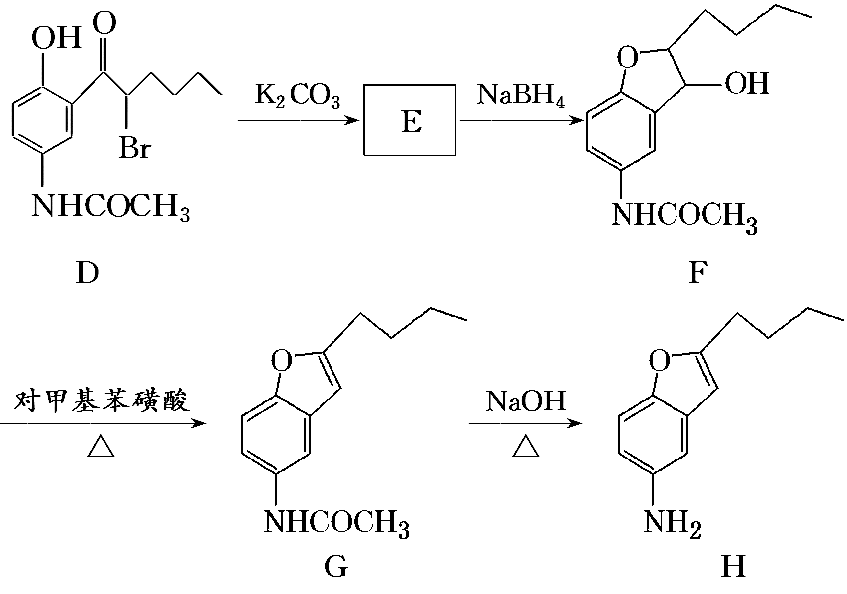 OH
O
Br
NHCOCH₃
D
K₂CO₃
E
NaBH₄
O
OH
NHCOCH₃
F
对甲基苯磺酸
△
O
NHCOCH₃
G
NaOH
△
O
NH₂
H